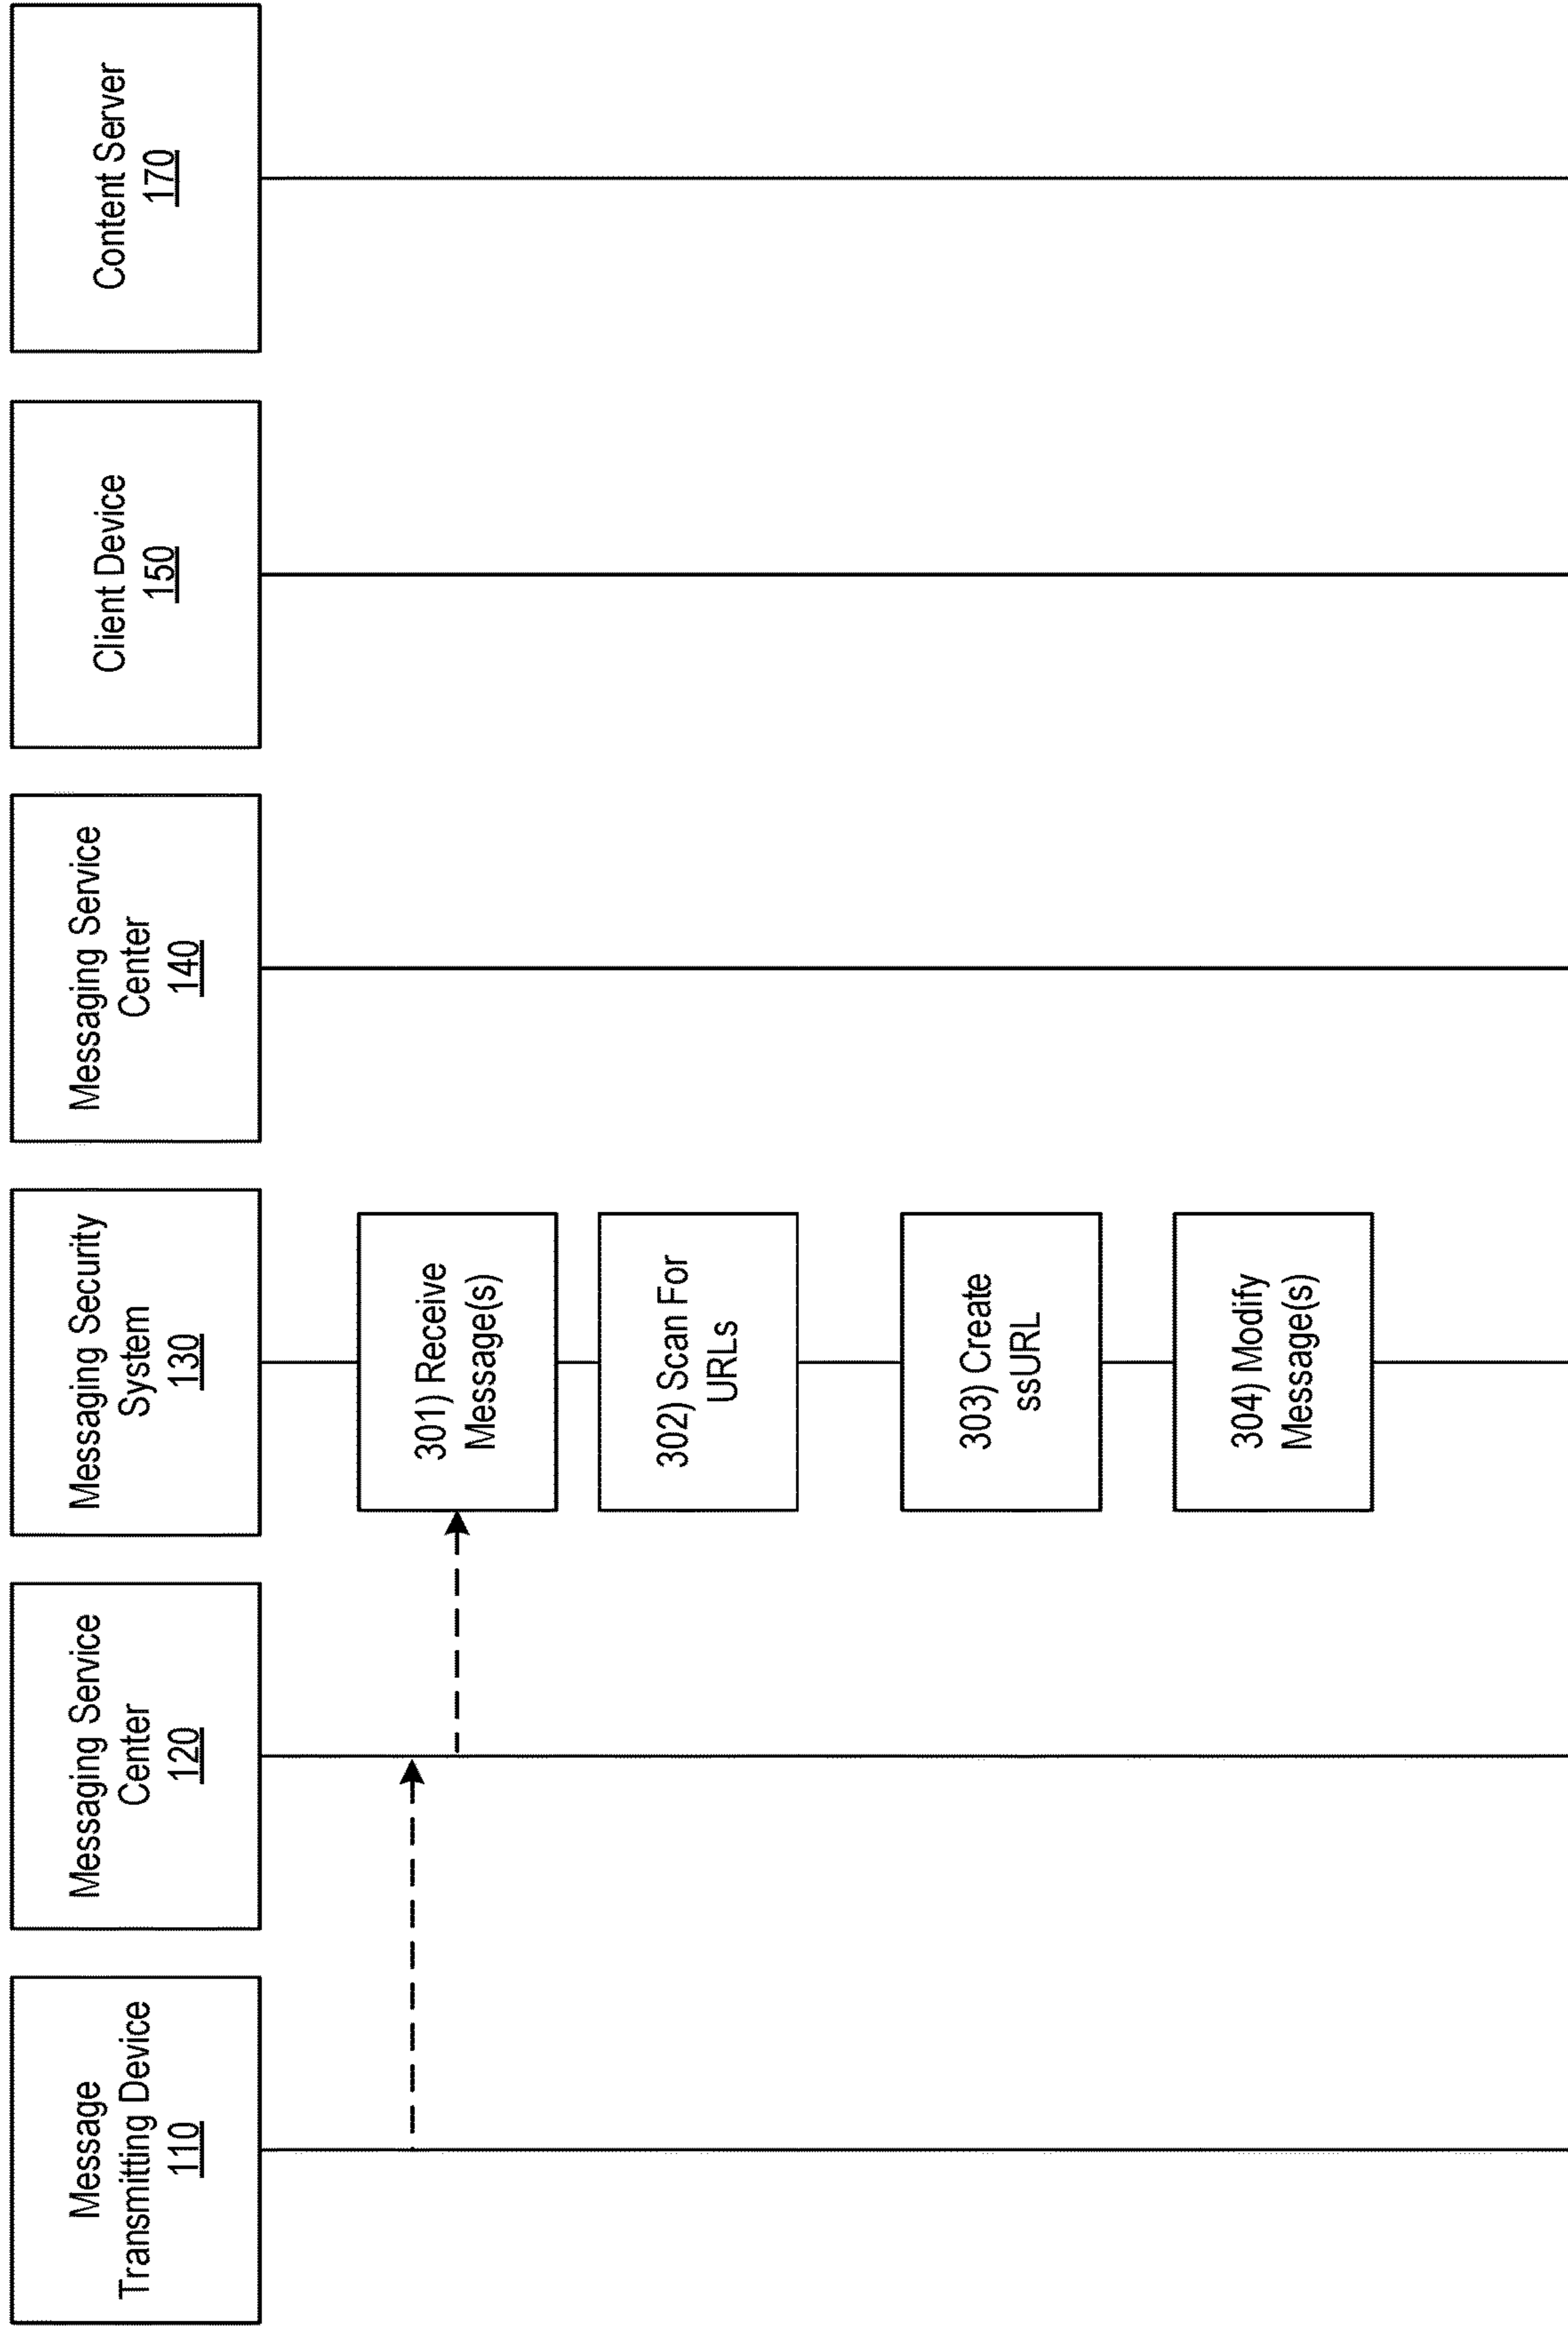 Message
Transmitting Device
110
Messaging Service
Center
120
Messaging Security
System
130
Messaging Service
Center
140
Client Device
150
Content Server
170
301) Receive
Message(s)
302) Scan For
URLs
303) Create
ssURL
304) Modify
Message(s)